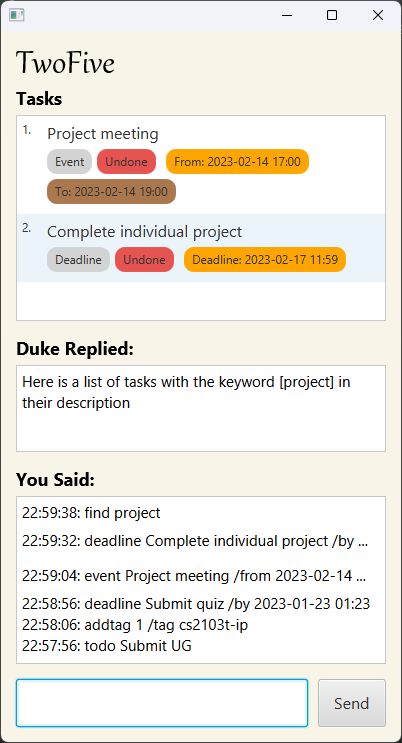 TwoFive
Tasks
1. Project meeting
Event Undone From: 2023-02-14 17:00
To: 2023-02-14 19:00
2. Complete individual project
Deadline Undone Deadline: 2023-02-17 11:59
Duke Replied:
Here is a list of tasks with the keyword [project] in
their description
You Said:
22:59:38: find project
22:59:32: deadline Complete individual project /by ...
22:59:04: event Project meeting /from 2023-02-14 ...
22:58:56: deadline Submit quiz /by 2023-01-23 01:23
22:58:06: addtag 1 /tag cs2103t-ip
22:57:56: todo Submit UG
Send